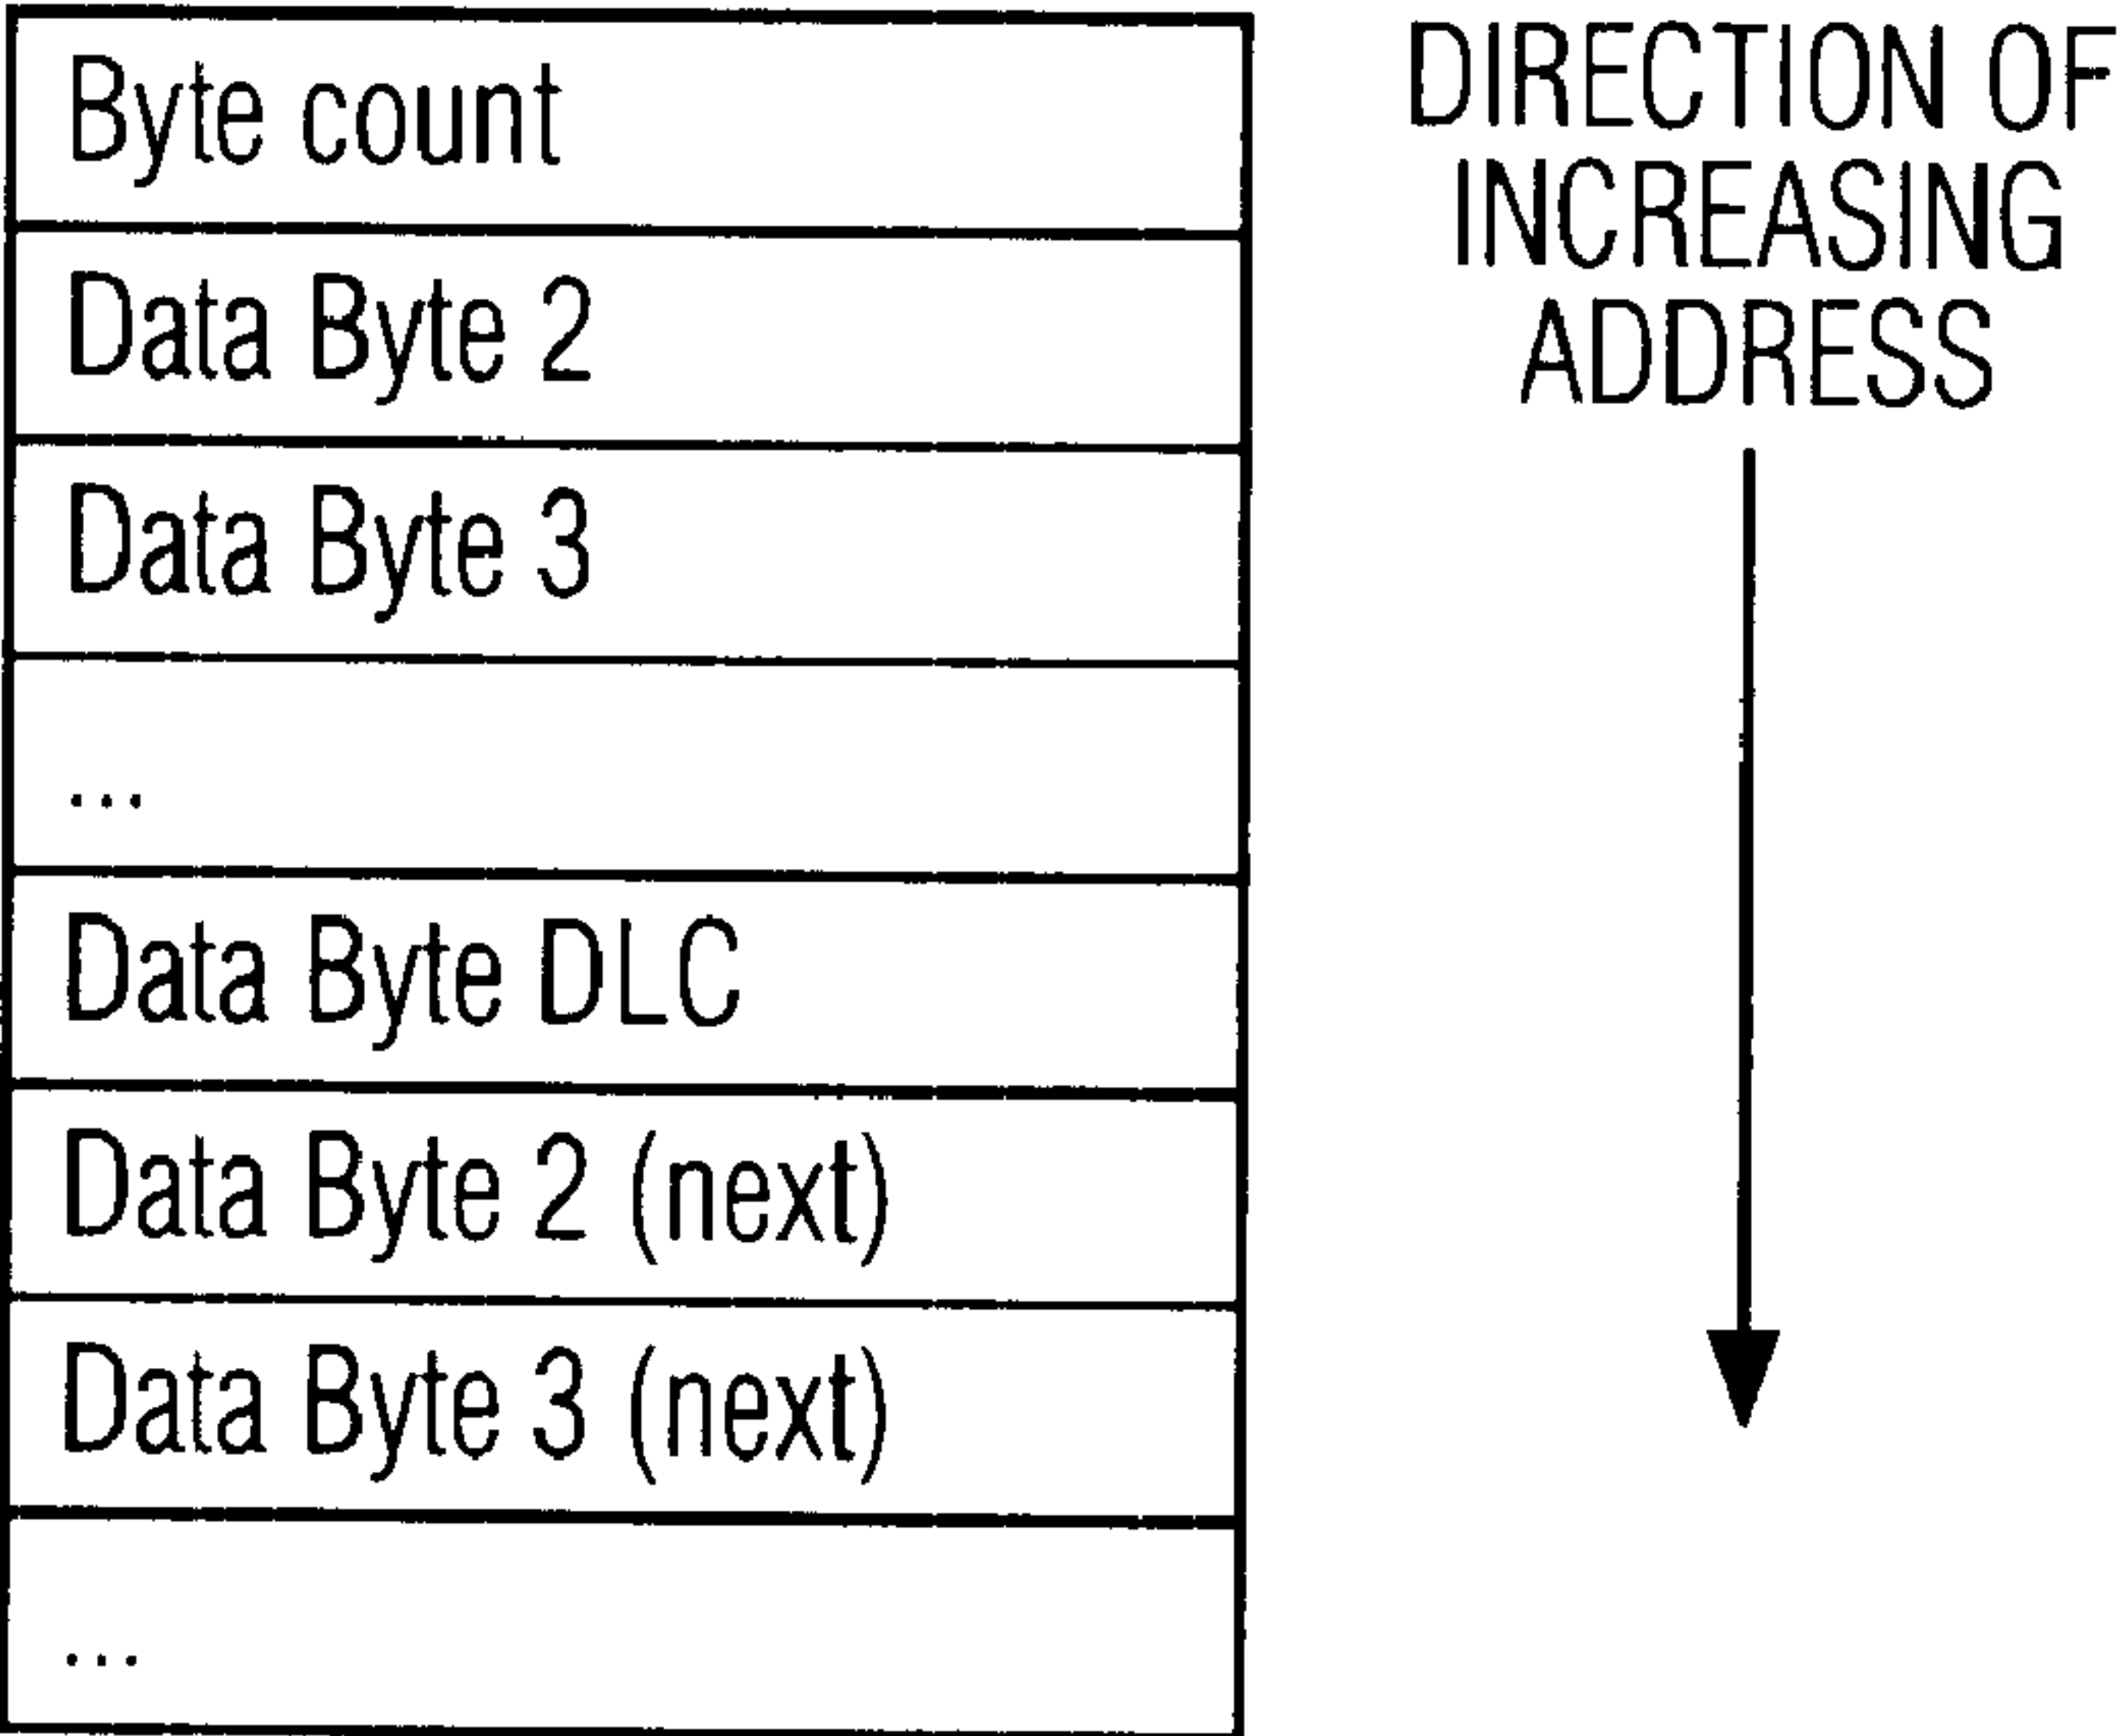 Byte count
Data Byte 2
Data Byte 3
...
Data Byte DLC
Data Byte 2 (next)
Data Byte 3 (next)
...
DIRECTION OF
INCREASING
ADDRESS